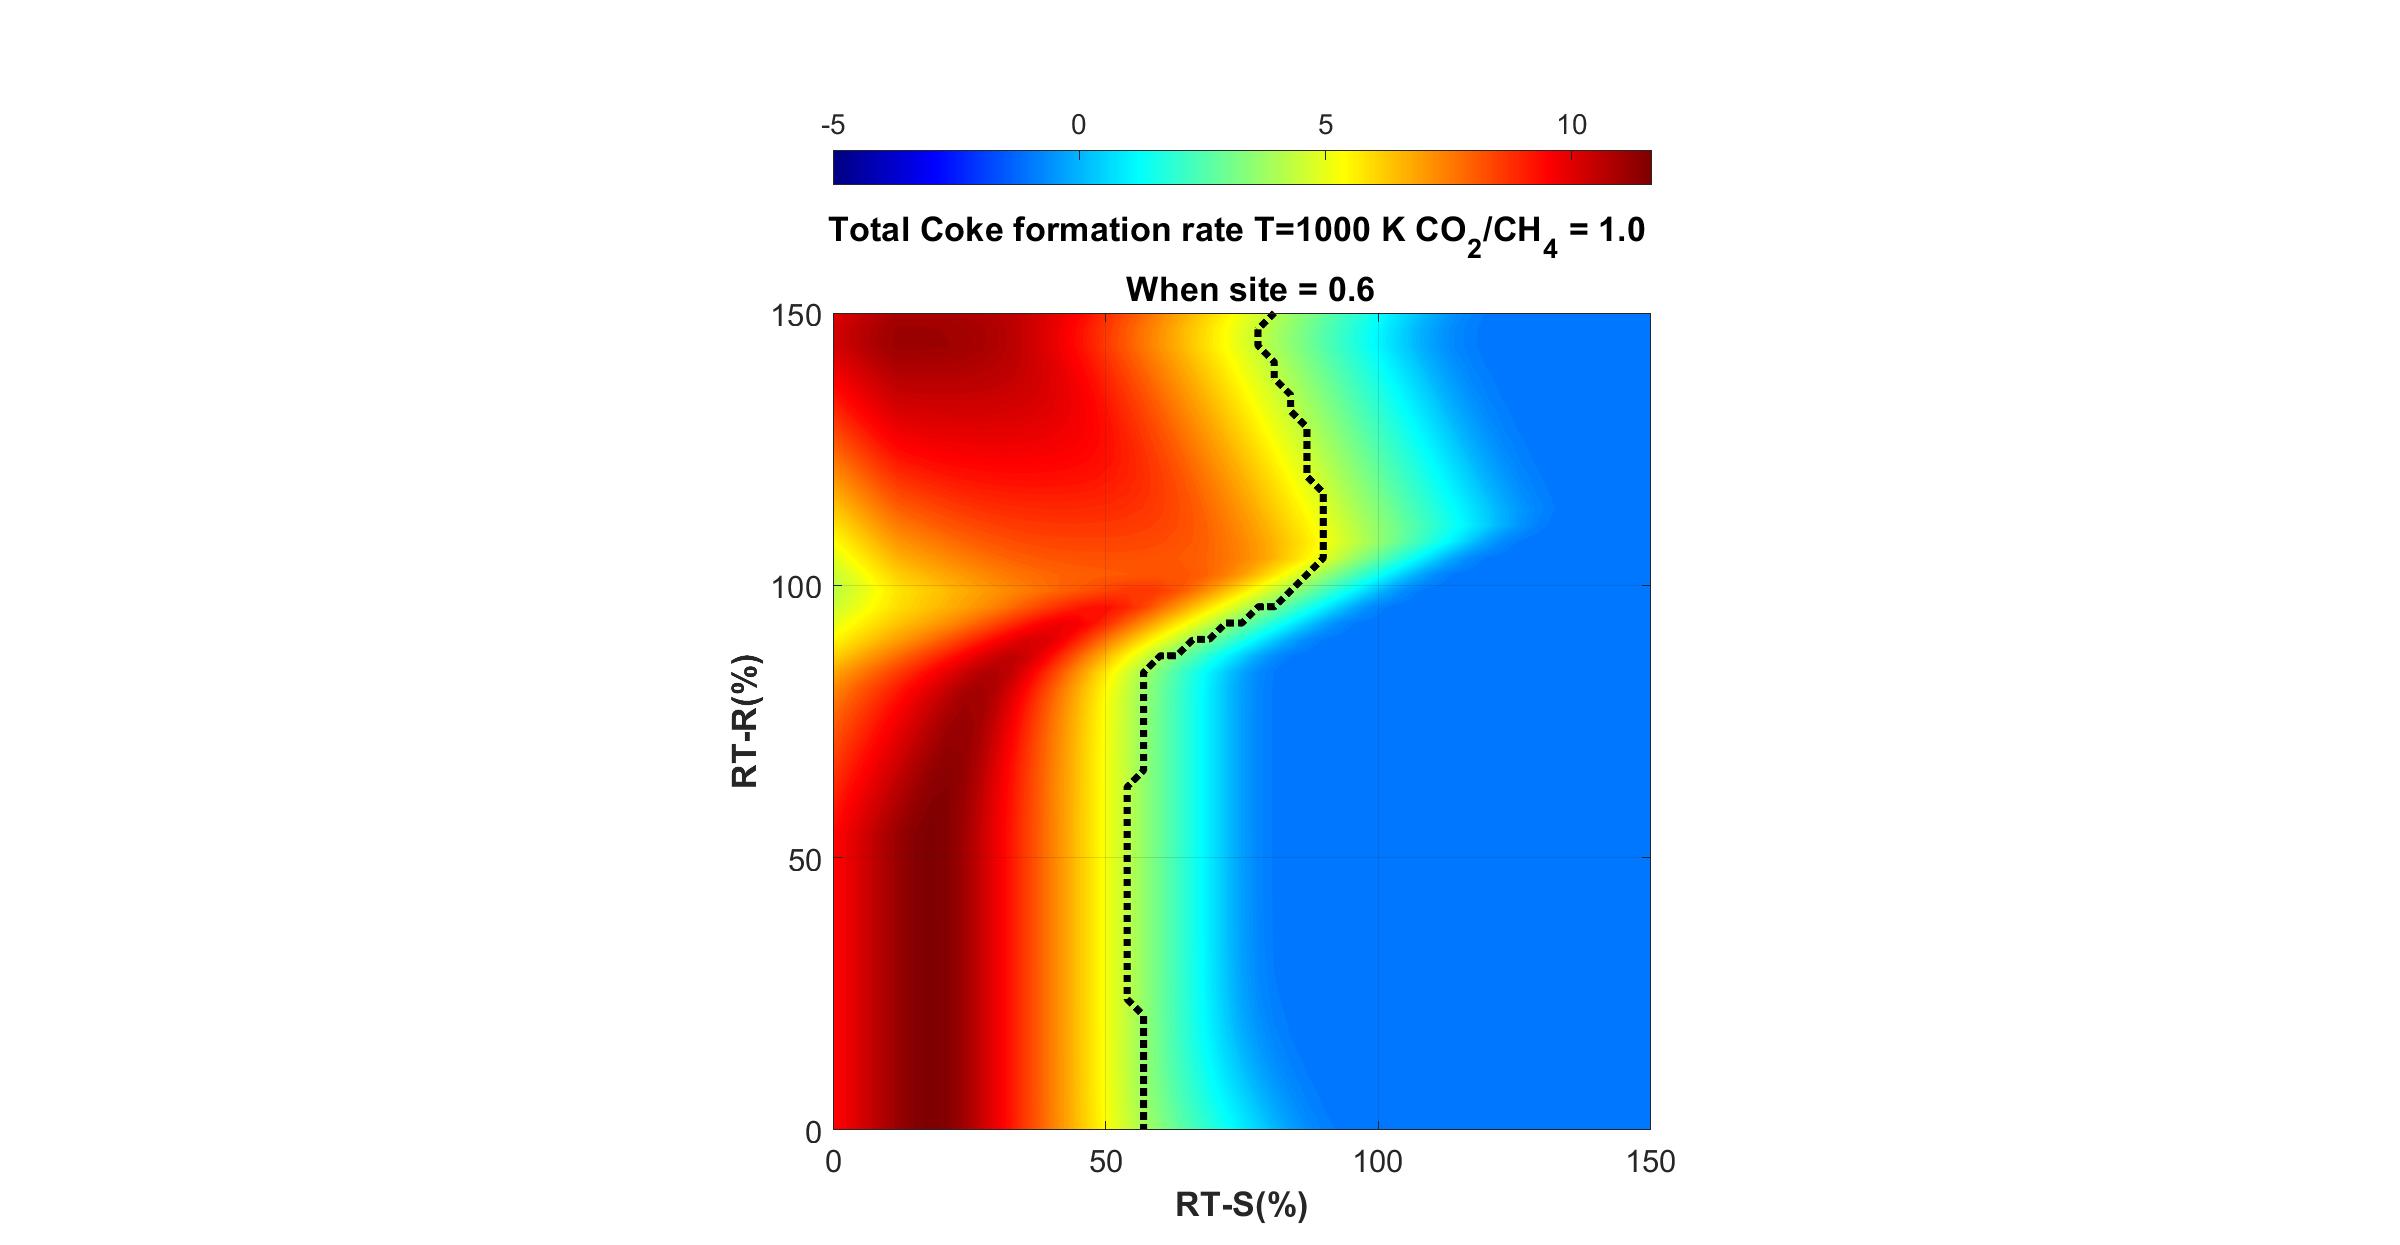 -5 0 5 10
Total Coke formation rate T=1000 K CO₂/CH₄ = 1.0
When site = 0.6
150
100
50
0
RT-R(%)
0 50 100 150
RT-S(%)